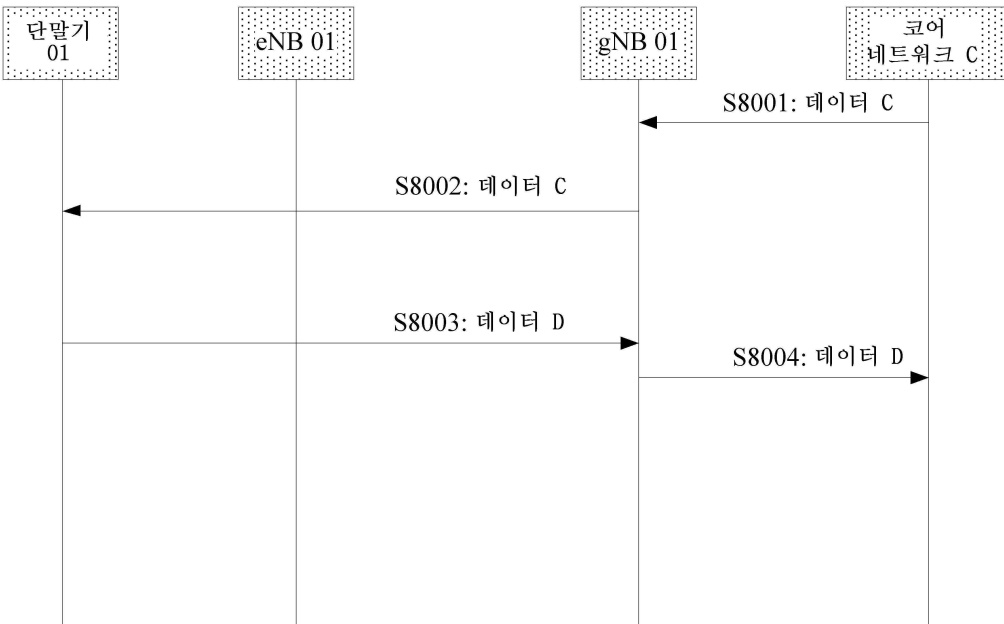 단말기
01
eNB 01
gNB 01
코어
네트워크 C
S8001: 데이터 C
S8002: 데이터 C
S8003: 데이터 D
S8004: 데이터 D